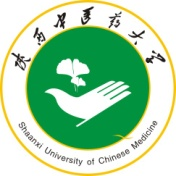 陕西中医药大学
Shaanxi University of Chinese Medicine